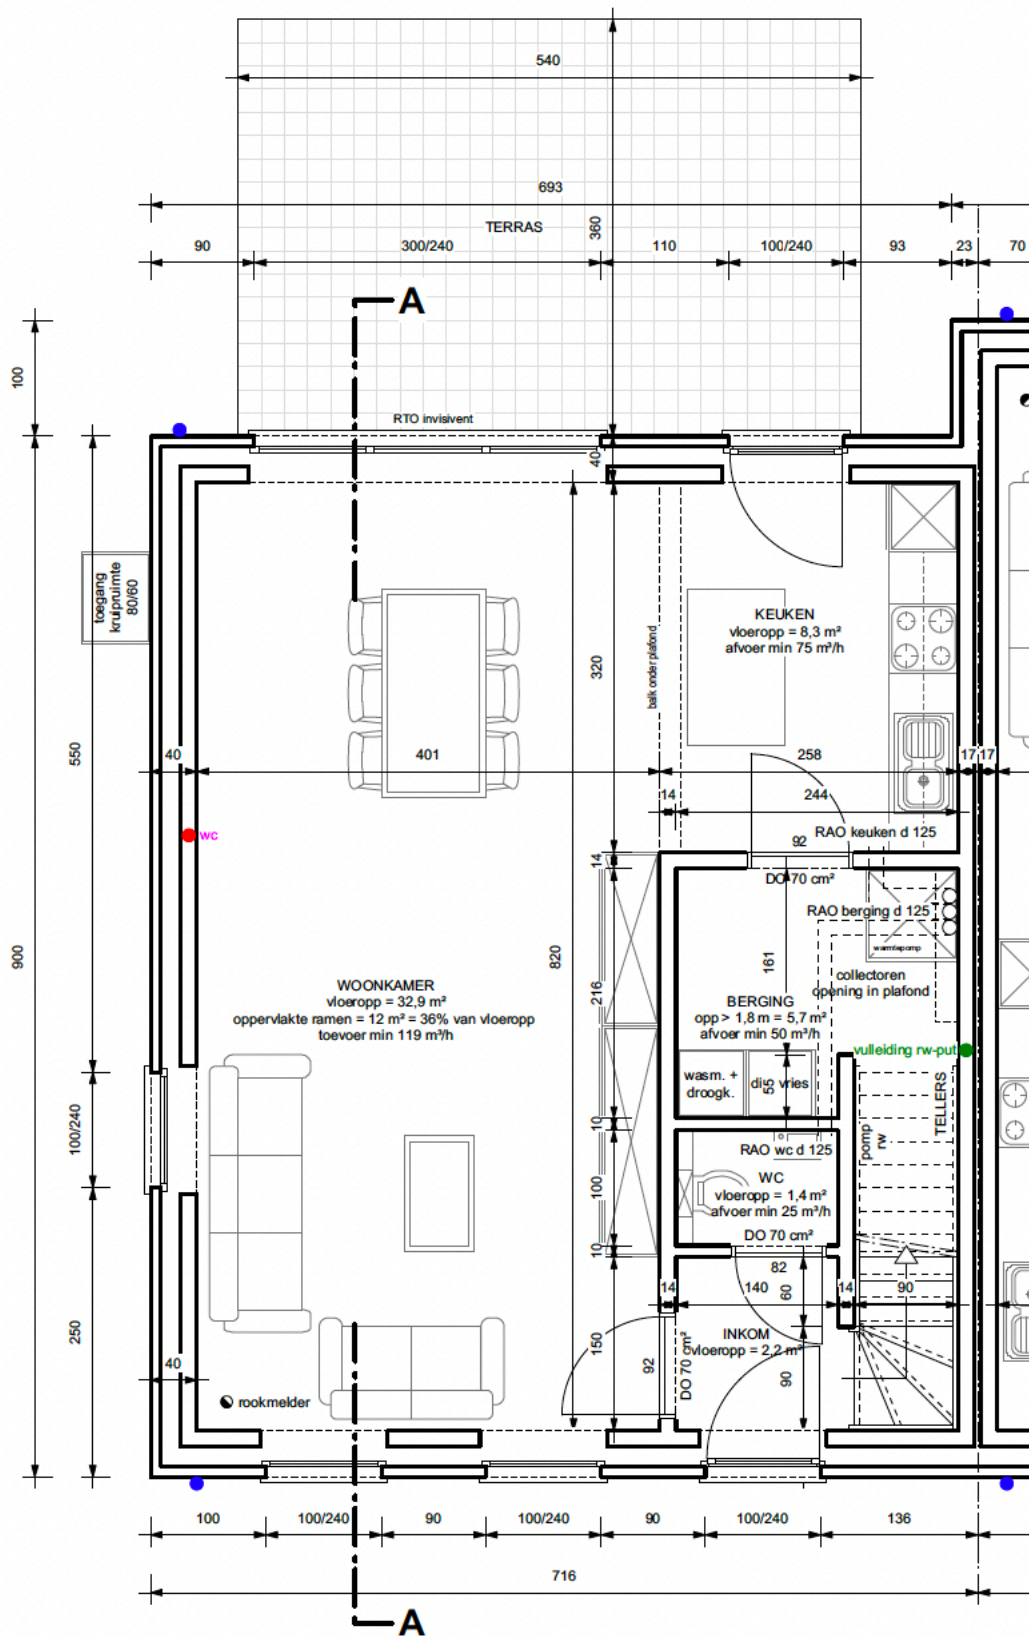 540
693
TERRAS
360
90
300/240
110
100/240
93
23
70
A
100
RTO invisivent
40
toegang
kruipruimte
80/60
KEUKEN
vloeropp = 8,3 m²
afvoer min 75 m³/h
balk onder plafond
320
550
40
401
258
17
17
14
244
wc
92
RAO keuken d 125
14
DO 70 cm²
RAO berging d 125
warmtepomp
900
820
161
216
collectoren
opening in plafond
WOONKAMER
vloeropp = 32,9 m²
oppervlakte ramen = 12 m² = 36% van vloeropp
toevoer min 119 m³/h
BERGING
opp > 1,8 m = 5,7 m²
afvoer min 50 m³/h
vulleiding rw-put
wasm. +
droogk.
55
vries
TELLERS
100/240
10
pomp
rw
RAO wc d 125
WC
vloeropp = 1,4 m²
afvoer min 25 m³/h
100
DO 70 cm²
10
82
14
140
60
14
90
250
150
INKOM
vloeropp = 2,2 m²
92
DO 70 cm²
90
40
rookmelder
100
100/240
90
100/240
90
100/240
136
716
A